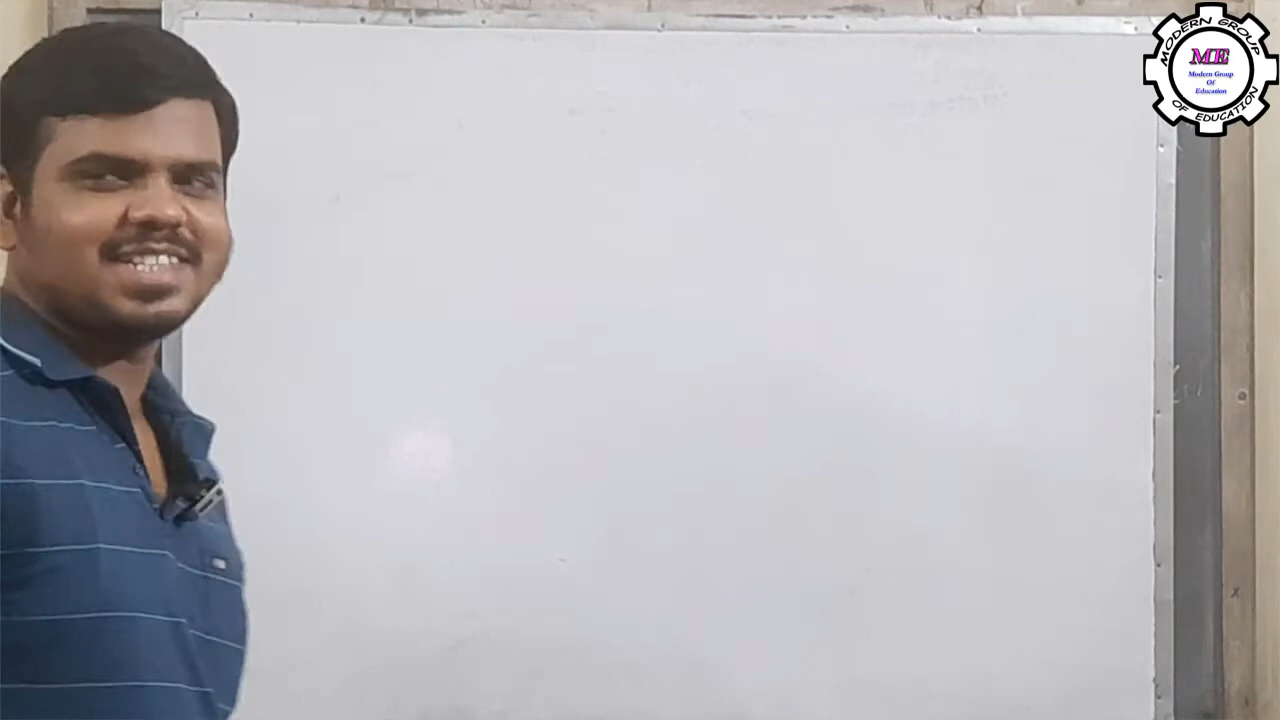 MODERN GROUP
ME
Modern Group
Of
Education
OF EDUCATION